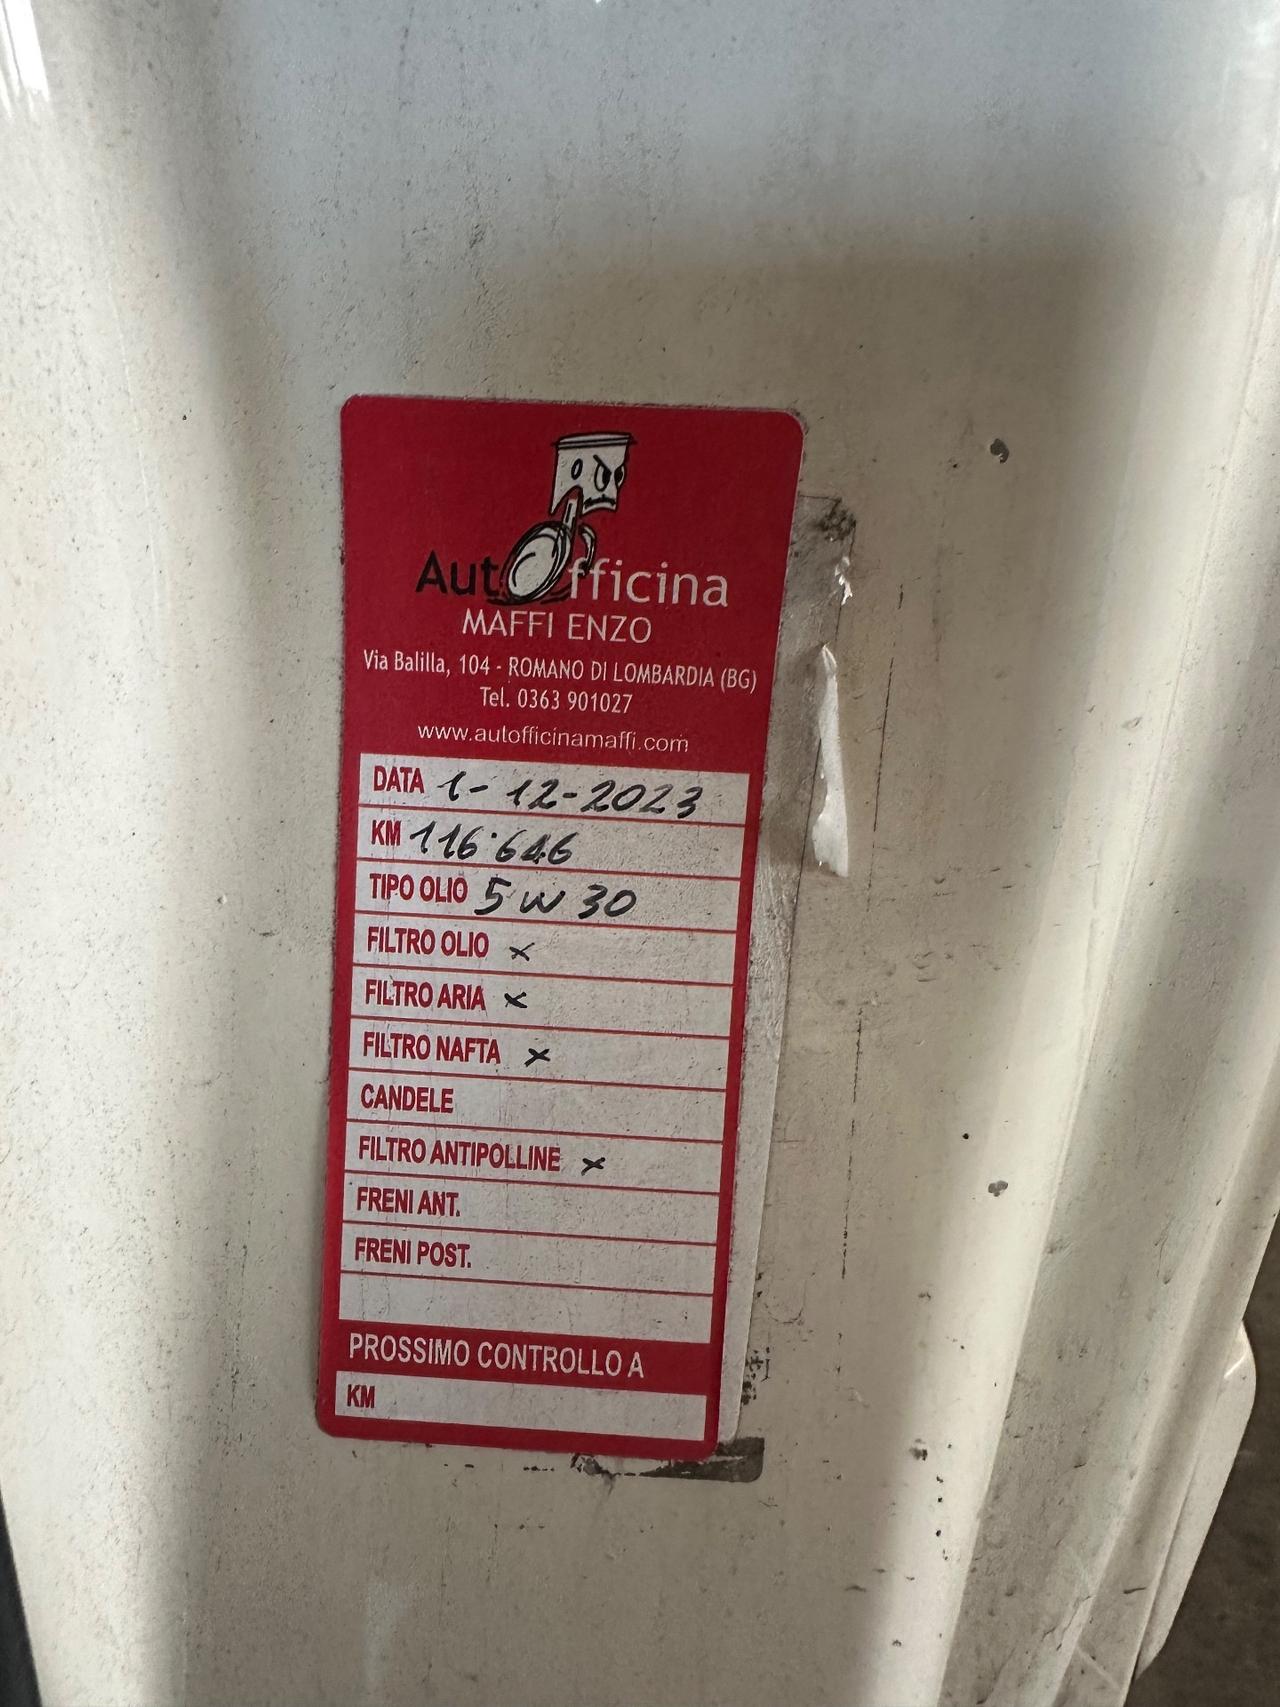 AutOfficina
MAFFI ENZO
Via Balilla, 104 - ROMANO DI LOMBARDIA (BG)
Tel. 0363 901027
www.autofficinamaffi.com
DATA 1-12-2023
KM 116'646
TIPO OLIO 5W30
FILTRO OLIO x
FILTRO ARIA x
FILTRO NAFTA x
CANDELE
FILTRO ANTIPOLLINE x
FRENI ANT.
FRENI POST.
PROSSIMO CONTROLLO A
KM